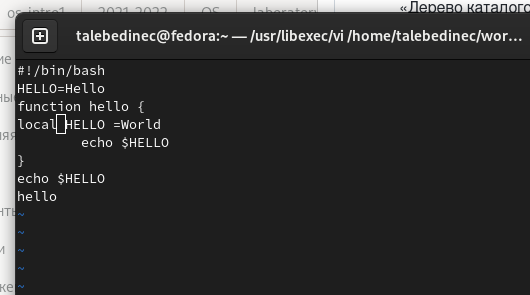 os-intro1 2021-2022 OS laborator
«Дерево каталого
talebedinec@fedora:~ — /usr/libexec/vi /home/talebedinec/wor...
#!/bin/bash
HELLO=Hello
function hello {
local HELLO =World
echo $HELLO
}
echo $HELLO
hello
~
~
~
~
~